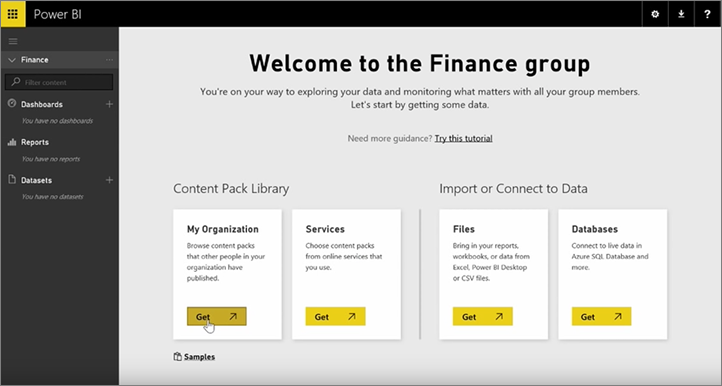 Power BI
?
Finance
Filter content
Dashboards
You have no dashboards
Reports
You have no reports
Datasets
You have no datasets
Welcome to the Finance group
You're on your way to exploring your data and monitoring what matters with all your group members.
Let's start by getting some data.
Need more guidance? Try this tutorial
Content Pack Library
My Organization
Browse content packs
that other people in your
organization have
published.
Get
Services
Choose content packs
from online services that
you use.
Get
Import or Connect to Data
Files
Bring in your reports,
workbooks, or data from
Excel, Power BI Desktop
or CSV files.
Get
Databases
Connect to live data in
Azure SQL Database and
more.
Get
Samples